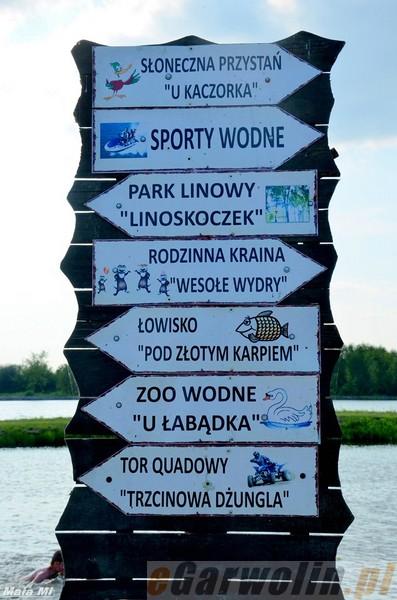 SŁONECZNA PRZYSTAŃ
"U KACZORKA"
SPORTY WODNE
PARK LINOWY
"LINOSKOCZEK"
RODZINNA KRAINA
"WESOŁE WYDRY"
ŁOWISKO
"POD ZŁOTYM KARPIEM"
ZOO WODNE
"U ŁABĄDKA"
TOR QUADOWY
"TRZCINOWA DŻUNGLA"
Mała MI
eGarwolin.pl